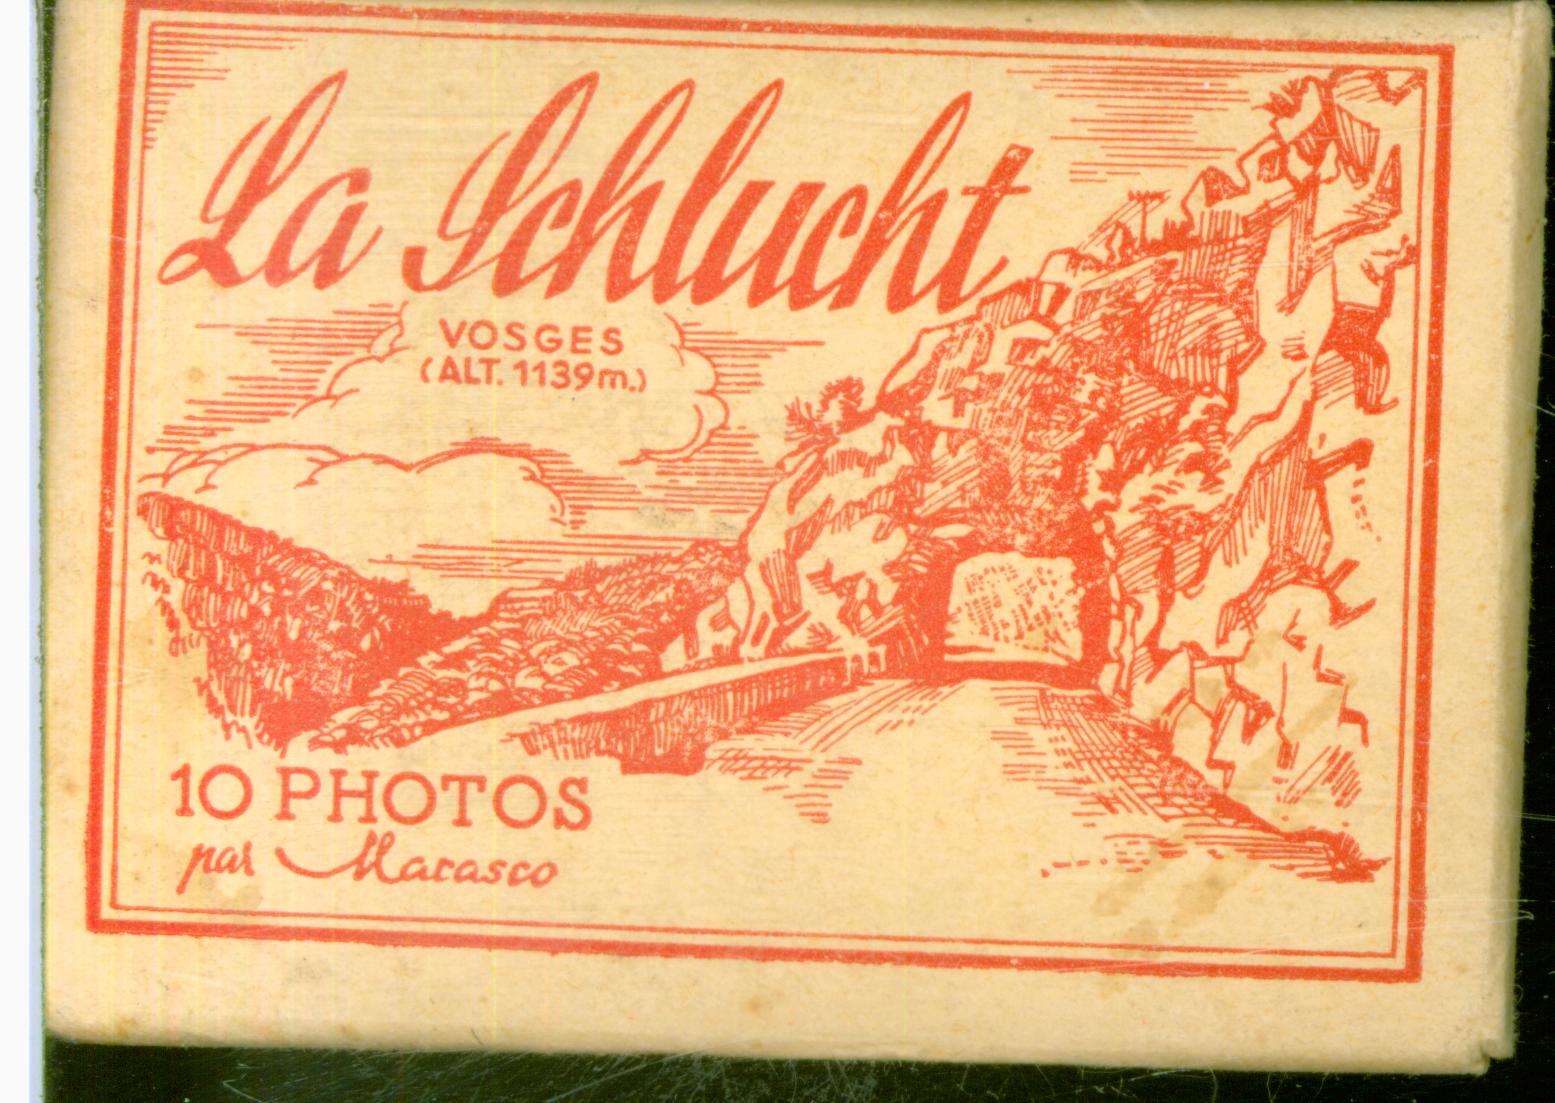 La Schlucht
VOSGES
(ALT. 1139m.)
10 PHOTOS
par Marasco